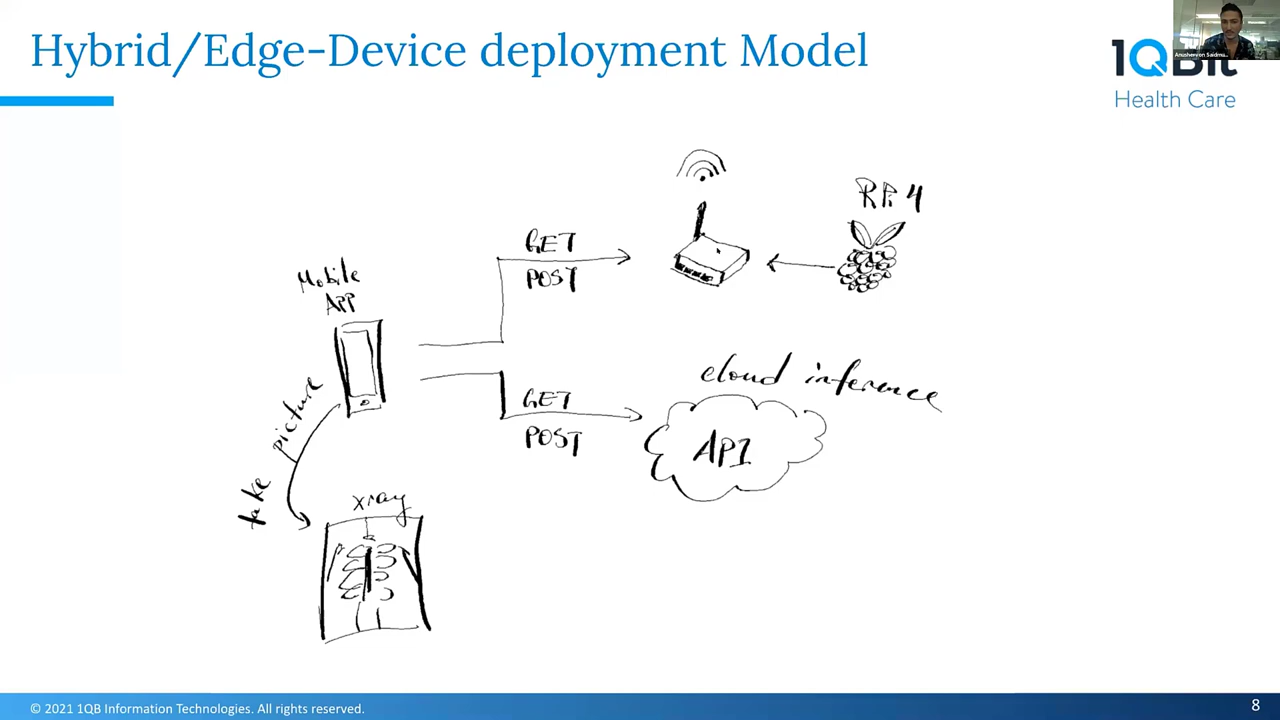 Hybrid/Edge-Device deployment Model
1QBit
Health Care
RPi 4
GET
POST
Mobile
APP
cloud inference
GET
POST
API
take picture
xray
© 2021 1QB Information Technologies. All rights reserved.
8